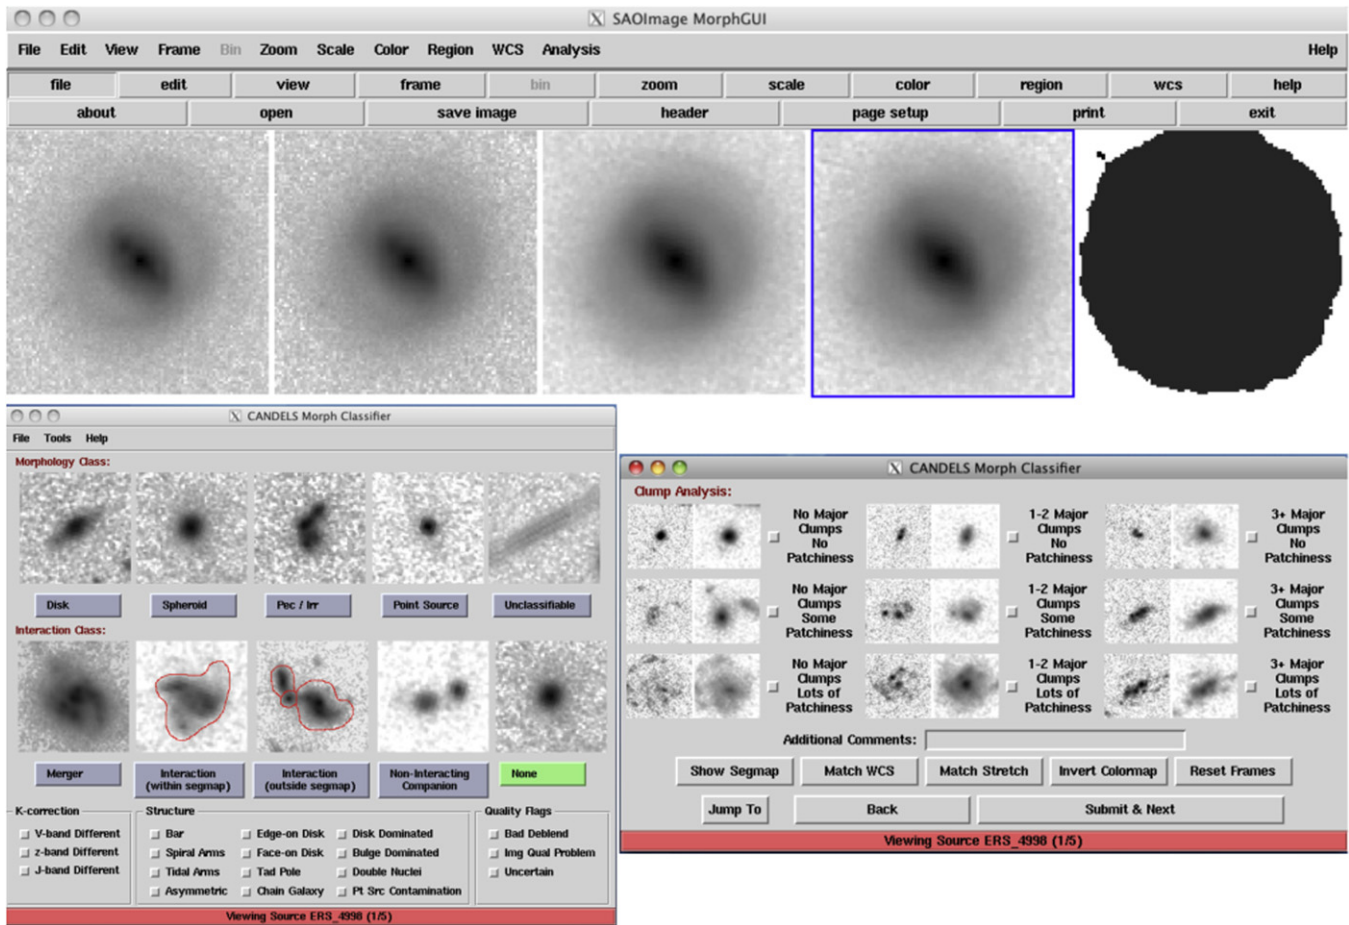 SAOImage MorphGUI
File Edit View Frame Bin Zoom Scale Color Region WCS Analysis Help
file edit view frame bin zoom scale color region wcs help
about open save image header page setup print exit
CANDELS Morph Classifier
File Tools Help
Morphology Class:
Disk Spheroid Pec / Irr Point Source Unclassifiable
Interaction Class:
Merger Interaction (within segmap) Interaction (outside segmap) Non-Interacting Companion None
K-correction
V-band Different
z-band Different
J-band Different
Structure
Bar Edge-on Disk Disk Dominated
Spiral Arms Face-on Disk Bulge Dominated
Tidal Arms Tad Pole Double Nuclei
Asymmetric Chain Galaxy Pt Src Contamination
Quality Flags
Bad Deblend
Img Qual Problem
Uncertain
Viewing Source ERS_4998 (1/5)
CANDELS Morph Classifier
Clump Analysis:
No Major
Clumps
No
Patchiness
1-2 Major
Clumps
No
Patchiness
3+ Major
Clumps
No
Patchiness
No Major
Clumps
Some
Patchiness
1-2 Major
Clumps
Some
Patchiness
3+ Major
Clumps
Some
Patchiness
No Major
Clumps
Lots of
Patchiness
1-2 Major
Clumps
Lots of
Patchiness
3+ Major
Clumps
Lots of
Patchiness
Additional Comments:
Show Segmap Match WCS Match Stretch Invert Colormap Reset Frames
Jump To Back Submit & Next
Viewing Source ERS_4998 (1/5)